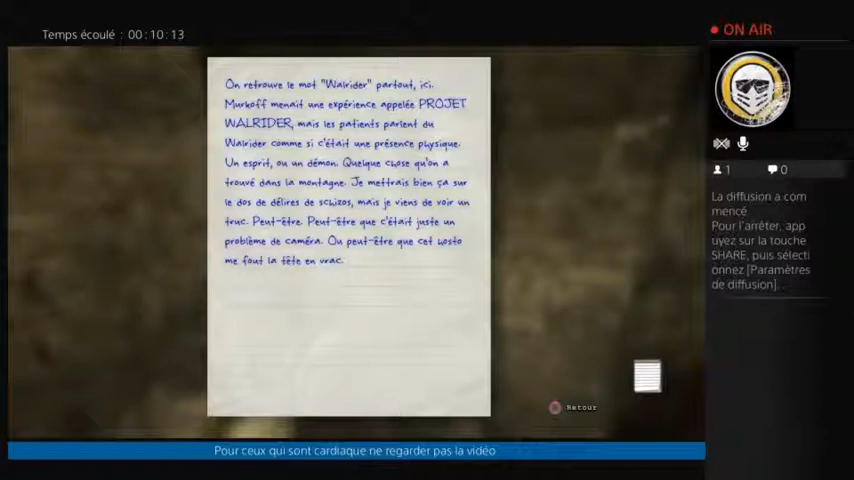 Temps écoulé : 00:10:13
ON AIR
On retrouve le mot "Walrider" partout, ici.
Murkoff menait une expérience appelée PROJET
WALRIDER, mais les patients parlent du
Walrider comme si c'était une présence physique.
Un esprit, ou un démon. Quelque chose qu'on a
trouvé dans la montagne. Je mettrais bien ça sur
le dos de délires de schizos, mais je viens de voir un
truc. Peut-être. Peut-être que c'était juste un
problème de caméra. Ou peut-être que cet hosto
me fout la tête en vrac.
Retour
1
0
La diffusion a com
mencé
Pour l'arrêter, app
uyez sur la touche
SHARE, puis sélecti
onnez [Paramètres
de diffusion].
Pour ceux qui sont cardiaque ne regarder pas la vidéo